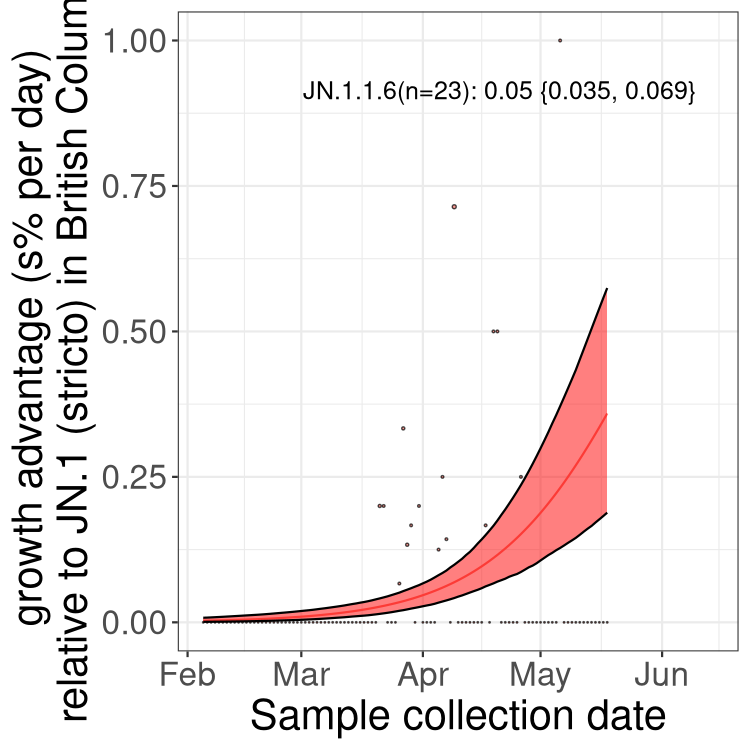 growth advantage (s% per day)
relative to JN.1 (stricto) in British Colum
1.00
0.75
0.50
0.25
0.00
JN.1.1.6(n=23): 0.05 {0.035, 0.069}
Feb Mar Apr May Jun
Sample collection date